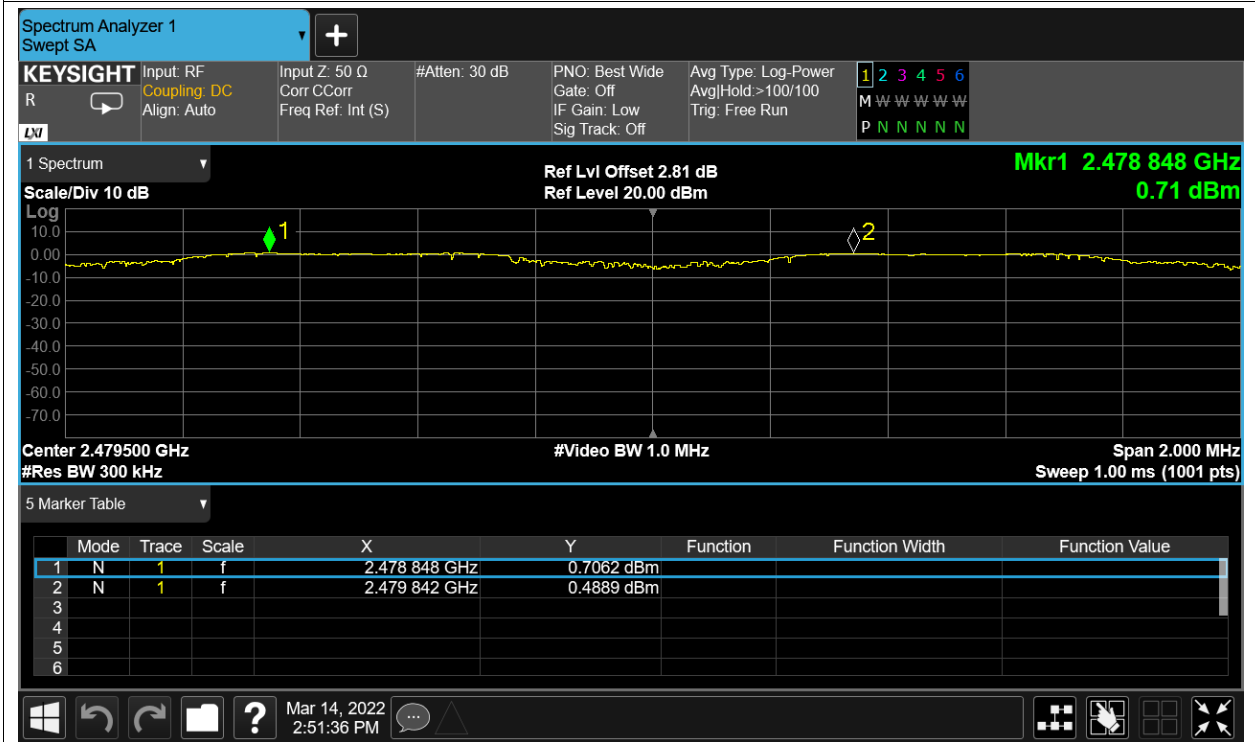 Spectrum Analyzer 1
Swept SA
+
KEYSIGHT Input: RF Input Z: 50 Ω #Atten: 30 dB PNO: Best Wide Avg Type: Log-Power 1 2 3 4 5 6
R Coupling: DC Corr CCorr Gate: Off Avg|Hold:>100/100 M W W W W W W
Align: Auto Freq Ref: Int (S) IF Gain: Low Trig: Free Run
LXI Sig Track: Off P N N N N N N
1 Spectrum Ref Lvl Offset 2.81 dB Mkr1 2.478 848 GHz
Scale/Div 10 dB Ref Level 20.00 dBm 0.71 dBm
Log
10.0 1 2
0.00
-10.0
-20.0
-30.0
-40.0
-50.0
-60.0
-70.0
Center 2.479500 GHz #Video BW 1.0 MHz Span 2.000 MHz
#Res BW 300 kHz Sweep 1.00 ms (1001 pts)
5 Marker Table
Mode Trace Scale X Y Function Function Width Function Value
1 N 1 f 2.478 848 GHz 0.7062 dBm
2 N 1 f 2.479 842 GHz 0.4889 dBm
3
4
5
6
? Mar 14, 2022
2:51:36 PM